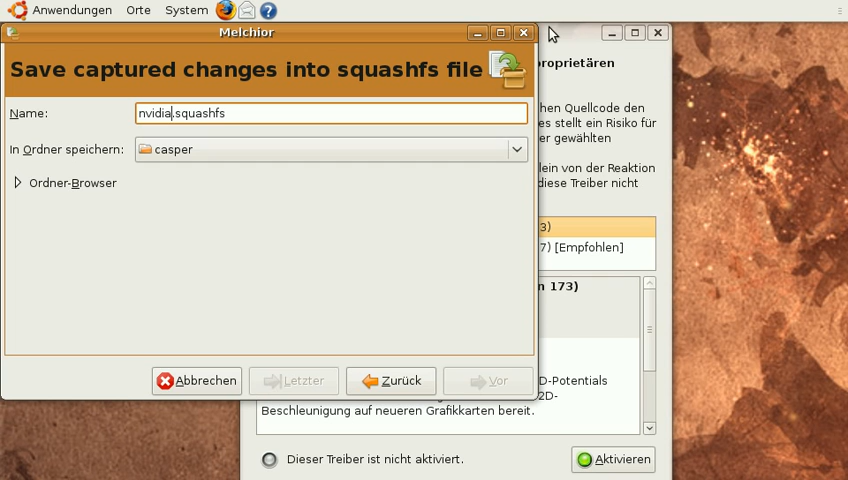 Anwendungen Orte System
Melchior
Save captured changes into squashfs file
Name: nvidia.squashfs
In Ordner speichern: casper
Ordner-Browser
Abbrechen Letzter Zurück Vor
proprietären
hen Quellcode den
es stellt ein Risiko für
er gewählten
lein von der Reaktion
diese Treiber nicht
3)
7) [Empfohlen]
n 173)
D-Potentials
2D-
Beschleunigung auf neueren Grafikkarten bereit.
Dieser Treiber ist nicht aktiviert. Aktivieren